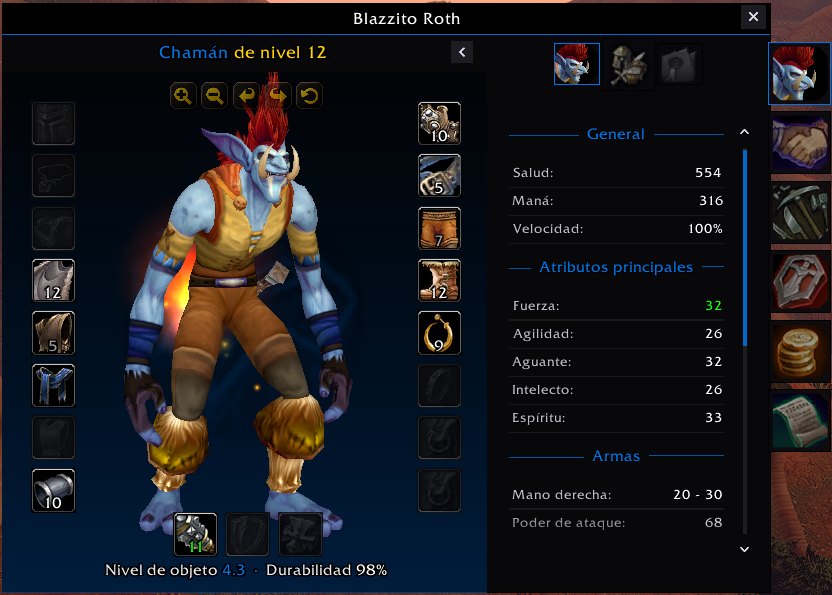 Blazzito Roth
Chamán de nivel 12
General
Salud: 554
Maná: 316
Velocidad: 100%
Atributos principales
Fuerza: 32
Agilidad: 26
Aguante: 32
Intelecto: 26
Espíritu: 33
Armas
Mano derecha: 20 - 30
Poder de ataque: 68
12
5
10
10
5
7
12
9
11
Nivel de objeto 4.3 · Durabilidad 98%